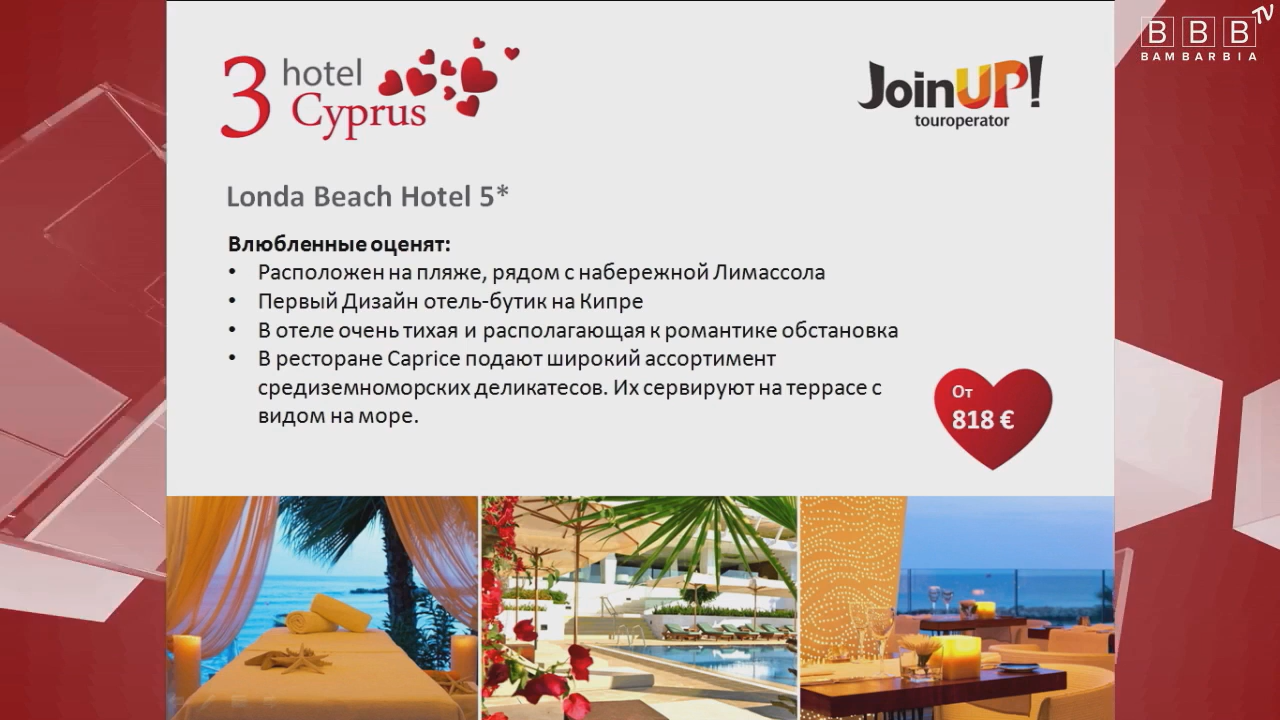 BBB TV
BAMBARBIA
3 hotel
Cyprus
JoinUP!
touroperator
Londa Beach Hotel 5*
Влюбленные оценят:
• Расположен на пляже, рядом с набережной Лимассола
• Первый Дизайн отель-бутик на Кипре
• В отеле очень тихая и располагающая к романтике обстановка
• В ресторане Caprice подают широкий ассортимент
средиземноморских деликатесов. Их сервируют на террасе с
видом на море.
От
818 €